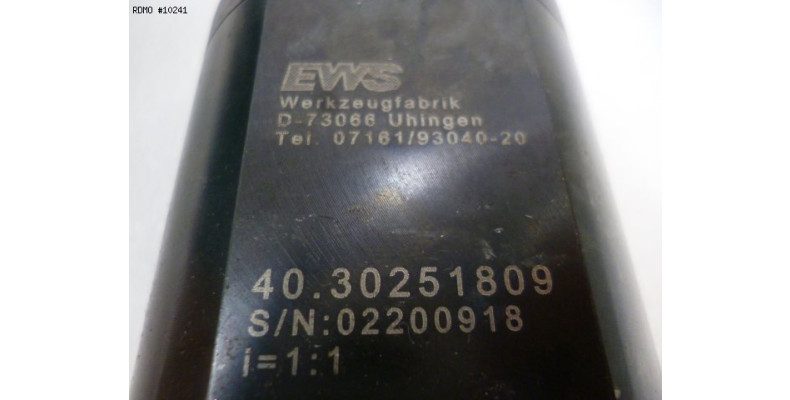 RDMO #10241
EWS
Werkzeugfabrik
D-73066 Uhingen
Tel. 07161/93040-20
40.30251809
S/N:02200918
i=1:1